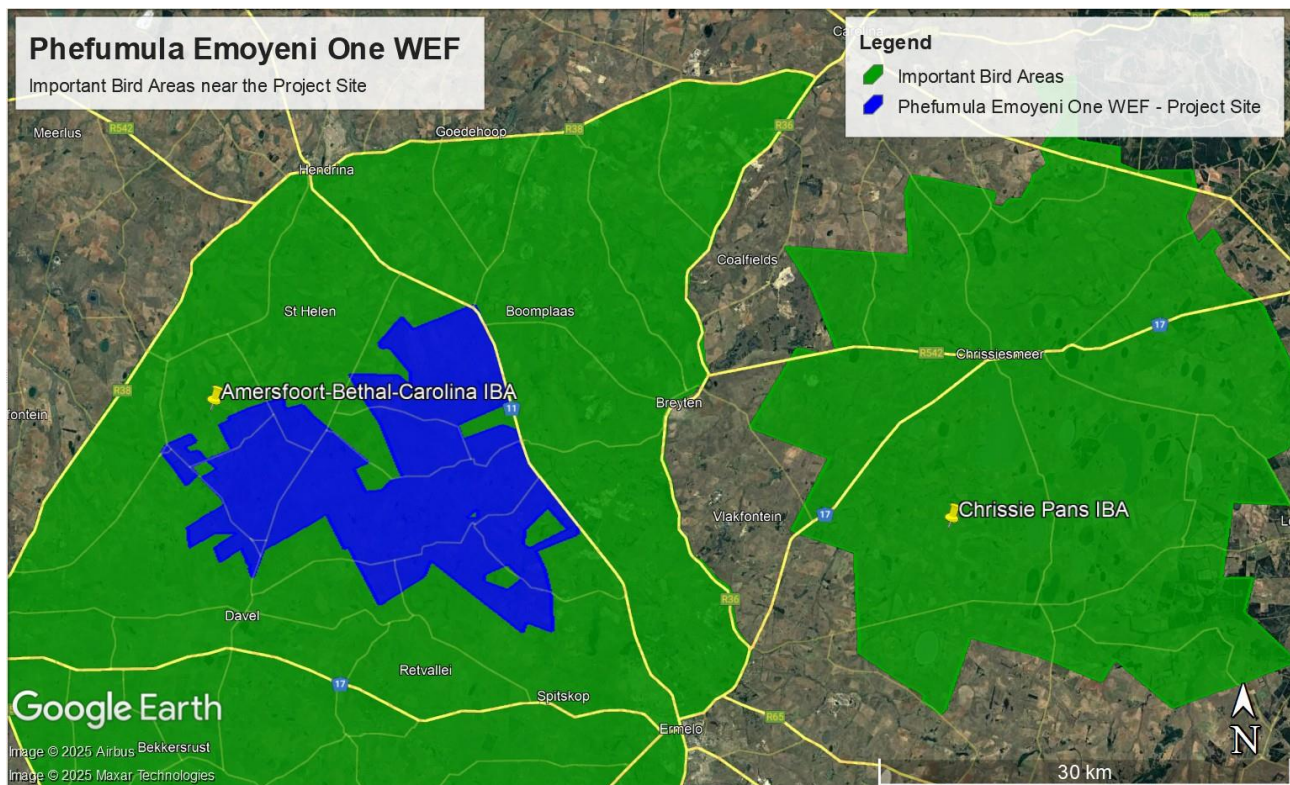 Phefumula Emoyeni One WEF
Important Bird Areas near the Project Site
Legend
Important Bird Areas
Phefumula Emoyeni One WEF - Project Site
Meerlus
R542
Goedehoop
R38
R36
Hendrina
Coalfields
St Helen
Boomplaas
17
R542
Chrissiesmeer
R38
Amersfoort-Bethal-Carolina IBA
11
Breyten
fontein
Chrissie Pans IBA
17
Vlakfontein
R36
Davel
Retvallei
17
Spitskop
Google Earth
Ermelo
R65
N
Image © 2025 Airbus
Bekkersrust
Image © 2025 Maxar Technologies
30 km